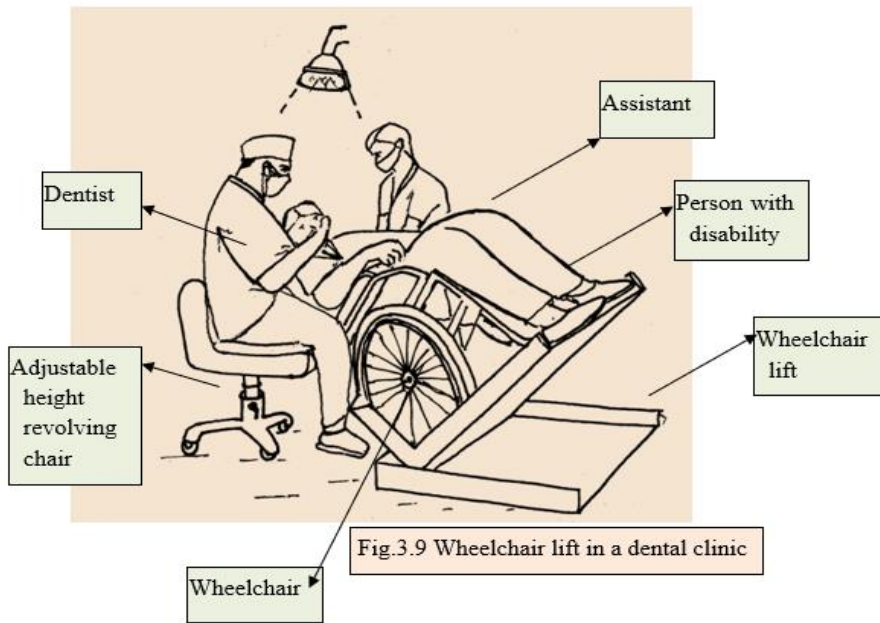 Assistant
Dentist
Person with
disability
Wheelchair
lift
Adjustable
height
revolving
chair
Fig.3.9 Wheelchair lift in a dental clinic
Wheelchair